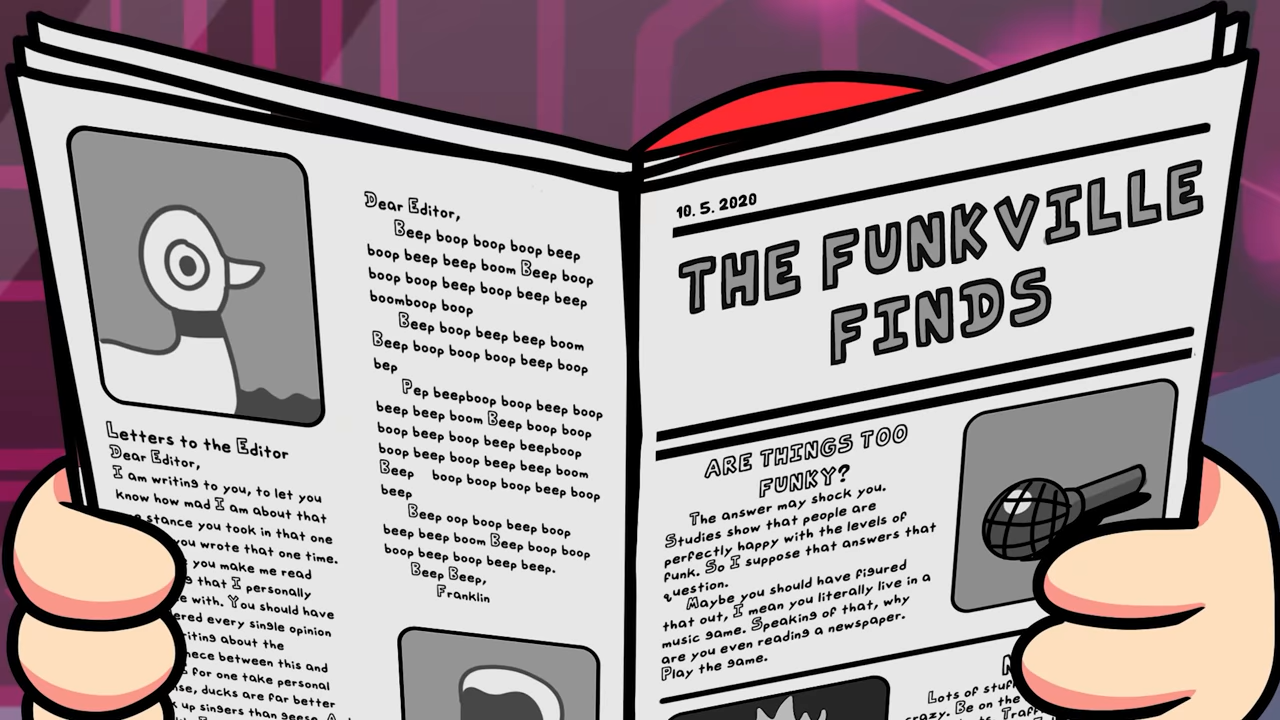 Letters to the Editor
Dear Editor,
I am writing to you, to let you
know how mad I am about that
stance you took in that one
you wrote that one time.
you make me read
that I personally
with. You should have
every single opinion
about the
between this and
for one take personal
ducks are far better
up singers than geese.
Dear Editor,
Beep boop boop boop beep
boop beep beep boom Beep boop
boop boop beep boop beep beep
boomboop boop
Beep boop beep beep boom
Beep boop boop boop beep boop
bep
Pep beepboop boop beep boop
beep beep boom Beep boop boop
boop boop beep boop beepboop
boop boop beep beep beep boom
Beep boop boop boop beep boop
beep
Beep oop boop beep boop
beep beep boom Beep boop boop
boop beep boop beep beep.
Beep Beep,
Franklin
10. 5. 2020
THE FUNKVILLE
FINDS
ARE THINGS TOO
FUNKY?
The answer may shock you.
Studies show that people are
perfectly happy with the levels of
funk. So I suppose that answers that
question.
Maybe you should have figured
that out, I mean you literally live in a
music game. Speaking of that, why
are you even reading a newspaper.
Play the game.
Lots of stuff
crazy. Be on the